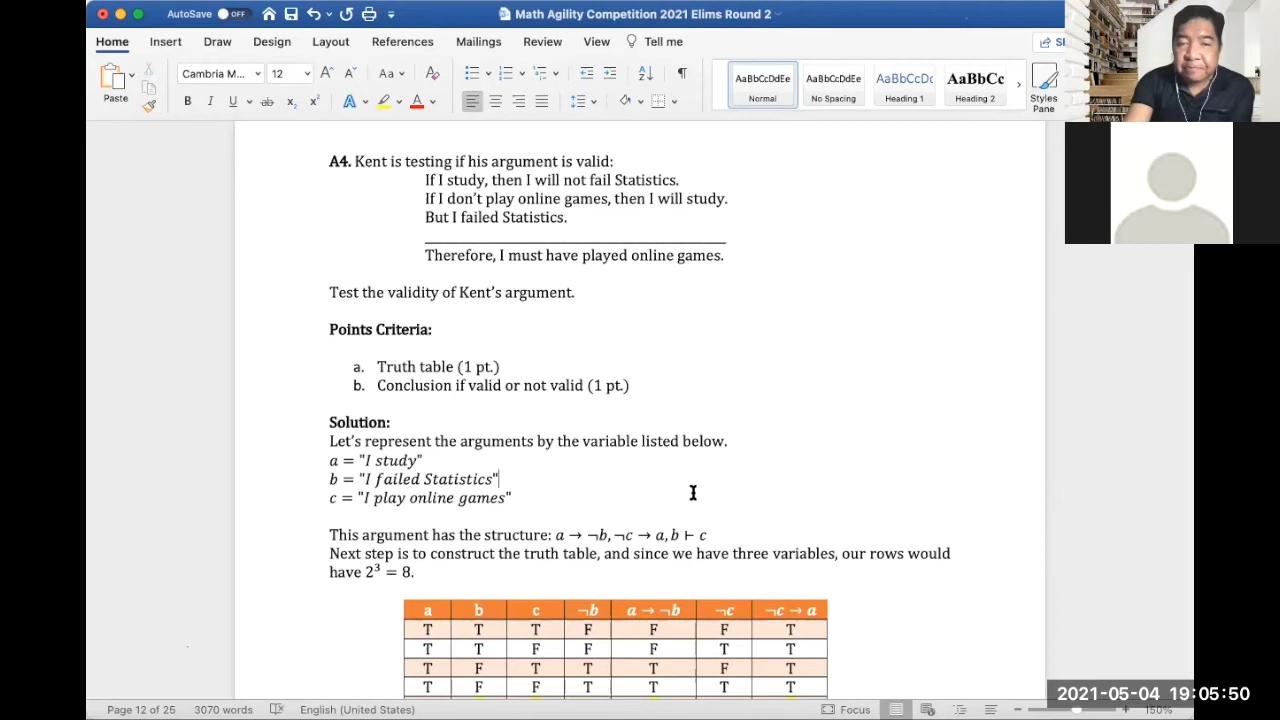 AutoSave OFF
Math Agility Competition 2021 Elims Round 2
Home Insert Draw Design Layout References Mailings Review View Tell me
Paste
Cambria M... 12
Aa
B I U ab x₂ x²
AaBbCcDdEe AaBbCcDdEe AaBbCcDc AaBbCc
Normal No Spacing Heading 1 Heading 2
Styles Pane
A4. Kent is testing if his argument is valid:
If I study, then I will not fail Statistics.
If I don't play online games, then I will study.
But I failed Statistics.
Therefore, I must have played online games.
Test the validity of Kent's argument.
Points Criteria:
a. Truth table (1 pt.)
b. Conclusion if valid or not valid (1 pt.)
Solution:
Let's represent the arguments by the variable listed below.
a = "I study"
b = "I failed Statistics"
c = "I play online games"
This argument has the structure: a → ¬b, ¬c → a, b ⊢ c
Next step is to construct the truth table, and since we have three variables, our rows would
have 2³ = 8.
a b c ¬b a → ¬b ¬c ¬c → a
T T T F F F T
T T F F F T T
T F T T T F T
T F F T T T T
Page 12 of 25 3070 words English (United States) Focus 150%
2021-05-04 19:05:50